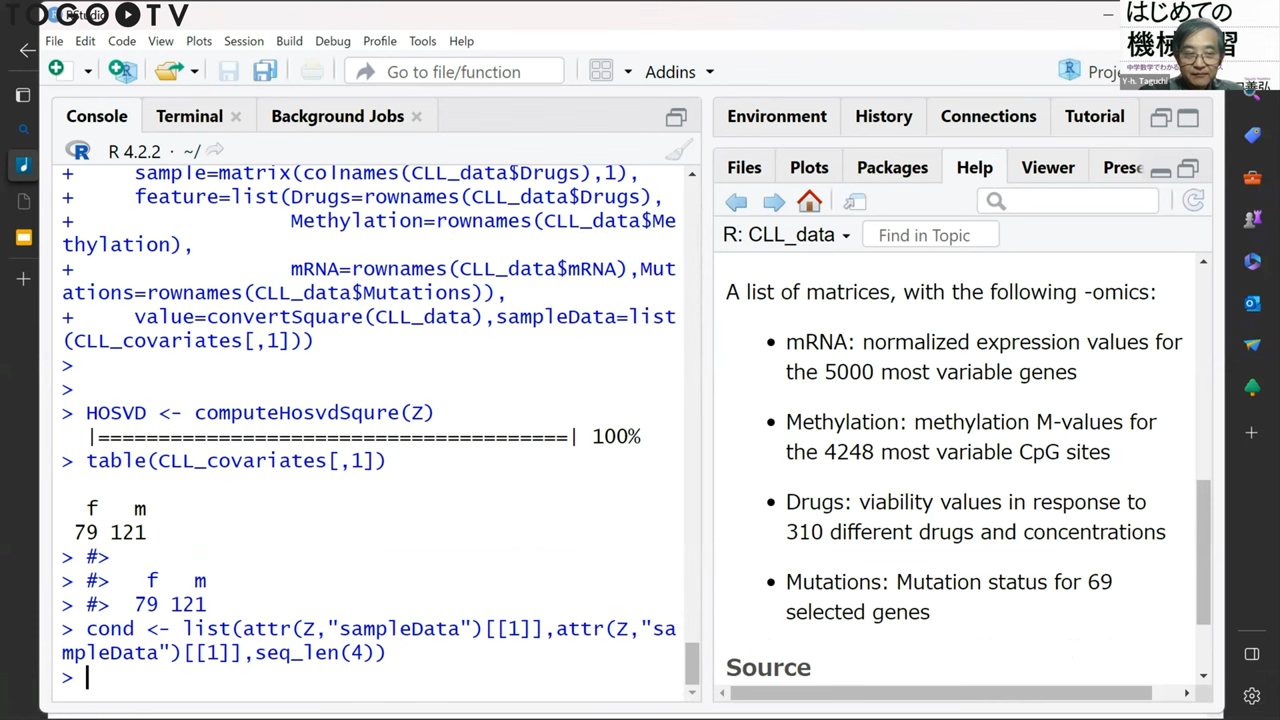 TOGO TV
RStudio
はじめての
機械 習
Y-h. Taguchi
File Edit Code View Plots Session Build Debug Profile Tools Help
Go to file/function
Addins
Proje
Console
Terminal
Background Jobs
R 4.2.2 · ~/
+     sample=matrix(colnames(CLL_data$Drugs),1),
+     feature=list(Drugs=rownames(CLL_data$Drugs),
+                  Methylation=rownames(CLL_data$Me
thylation),
+                  mRNA=rownames(CLL_data$mRNA),Mut
ations=rownames(CLL_data$Mutations)),
+     value=convertSquare(CLL_data),sampleData=list
(CLL_covariates[,1]))
>
>
> HOSVD <- computeHosvdSqure(Z)
|========================================| 100%
> table(CLL_covariates[,1])
f m
79 121
> #>
> #>   f   m
> #>  79 121
> cond <- list(attr(Z,"sampleData")[[1]],attr(Z,"sa
mpleData")[[1]],seq_len(4))
>
Environment History Connections Tutorial
Files Plots Packages Help Viewer Prese
R: CLL_data
Find in Topic
A list of matrices, with the following -omics:
• mRNA: normalized expression values for
the 5000 most variable genes
• Methylation: methylation M-values for
the 4248 most variable CpG sites
• Drugs: viability values in response to
310 different drugs and concentrations
• Mutations: Mutation status for 69
selected genes
Source